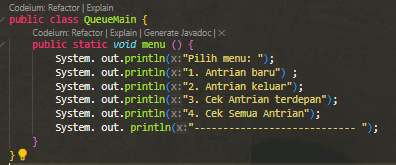 Codeium: Refactor | Explain
public class QueueMain {
Codeium: Refactor | Explain | Generate Javadoc | ×
public static void menu () {
System. out.println(x:"Pilih menu: ");
System. out.println(x:"1. Antrian baru") ;
System. out.println(x:"2. Antrian keluar");
System. out.println(x:"3. Cek Antrian terdepan");
System. out.println(x:"4. Cek Semua Antrian");
System. out. println(x:"--------------------------- ");
}
}